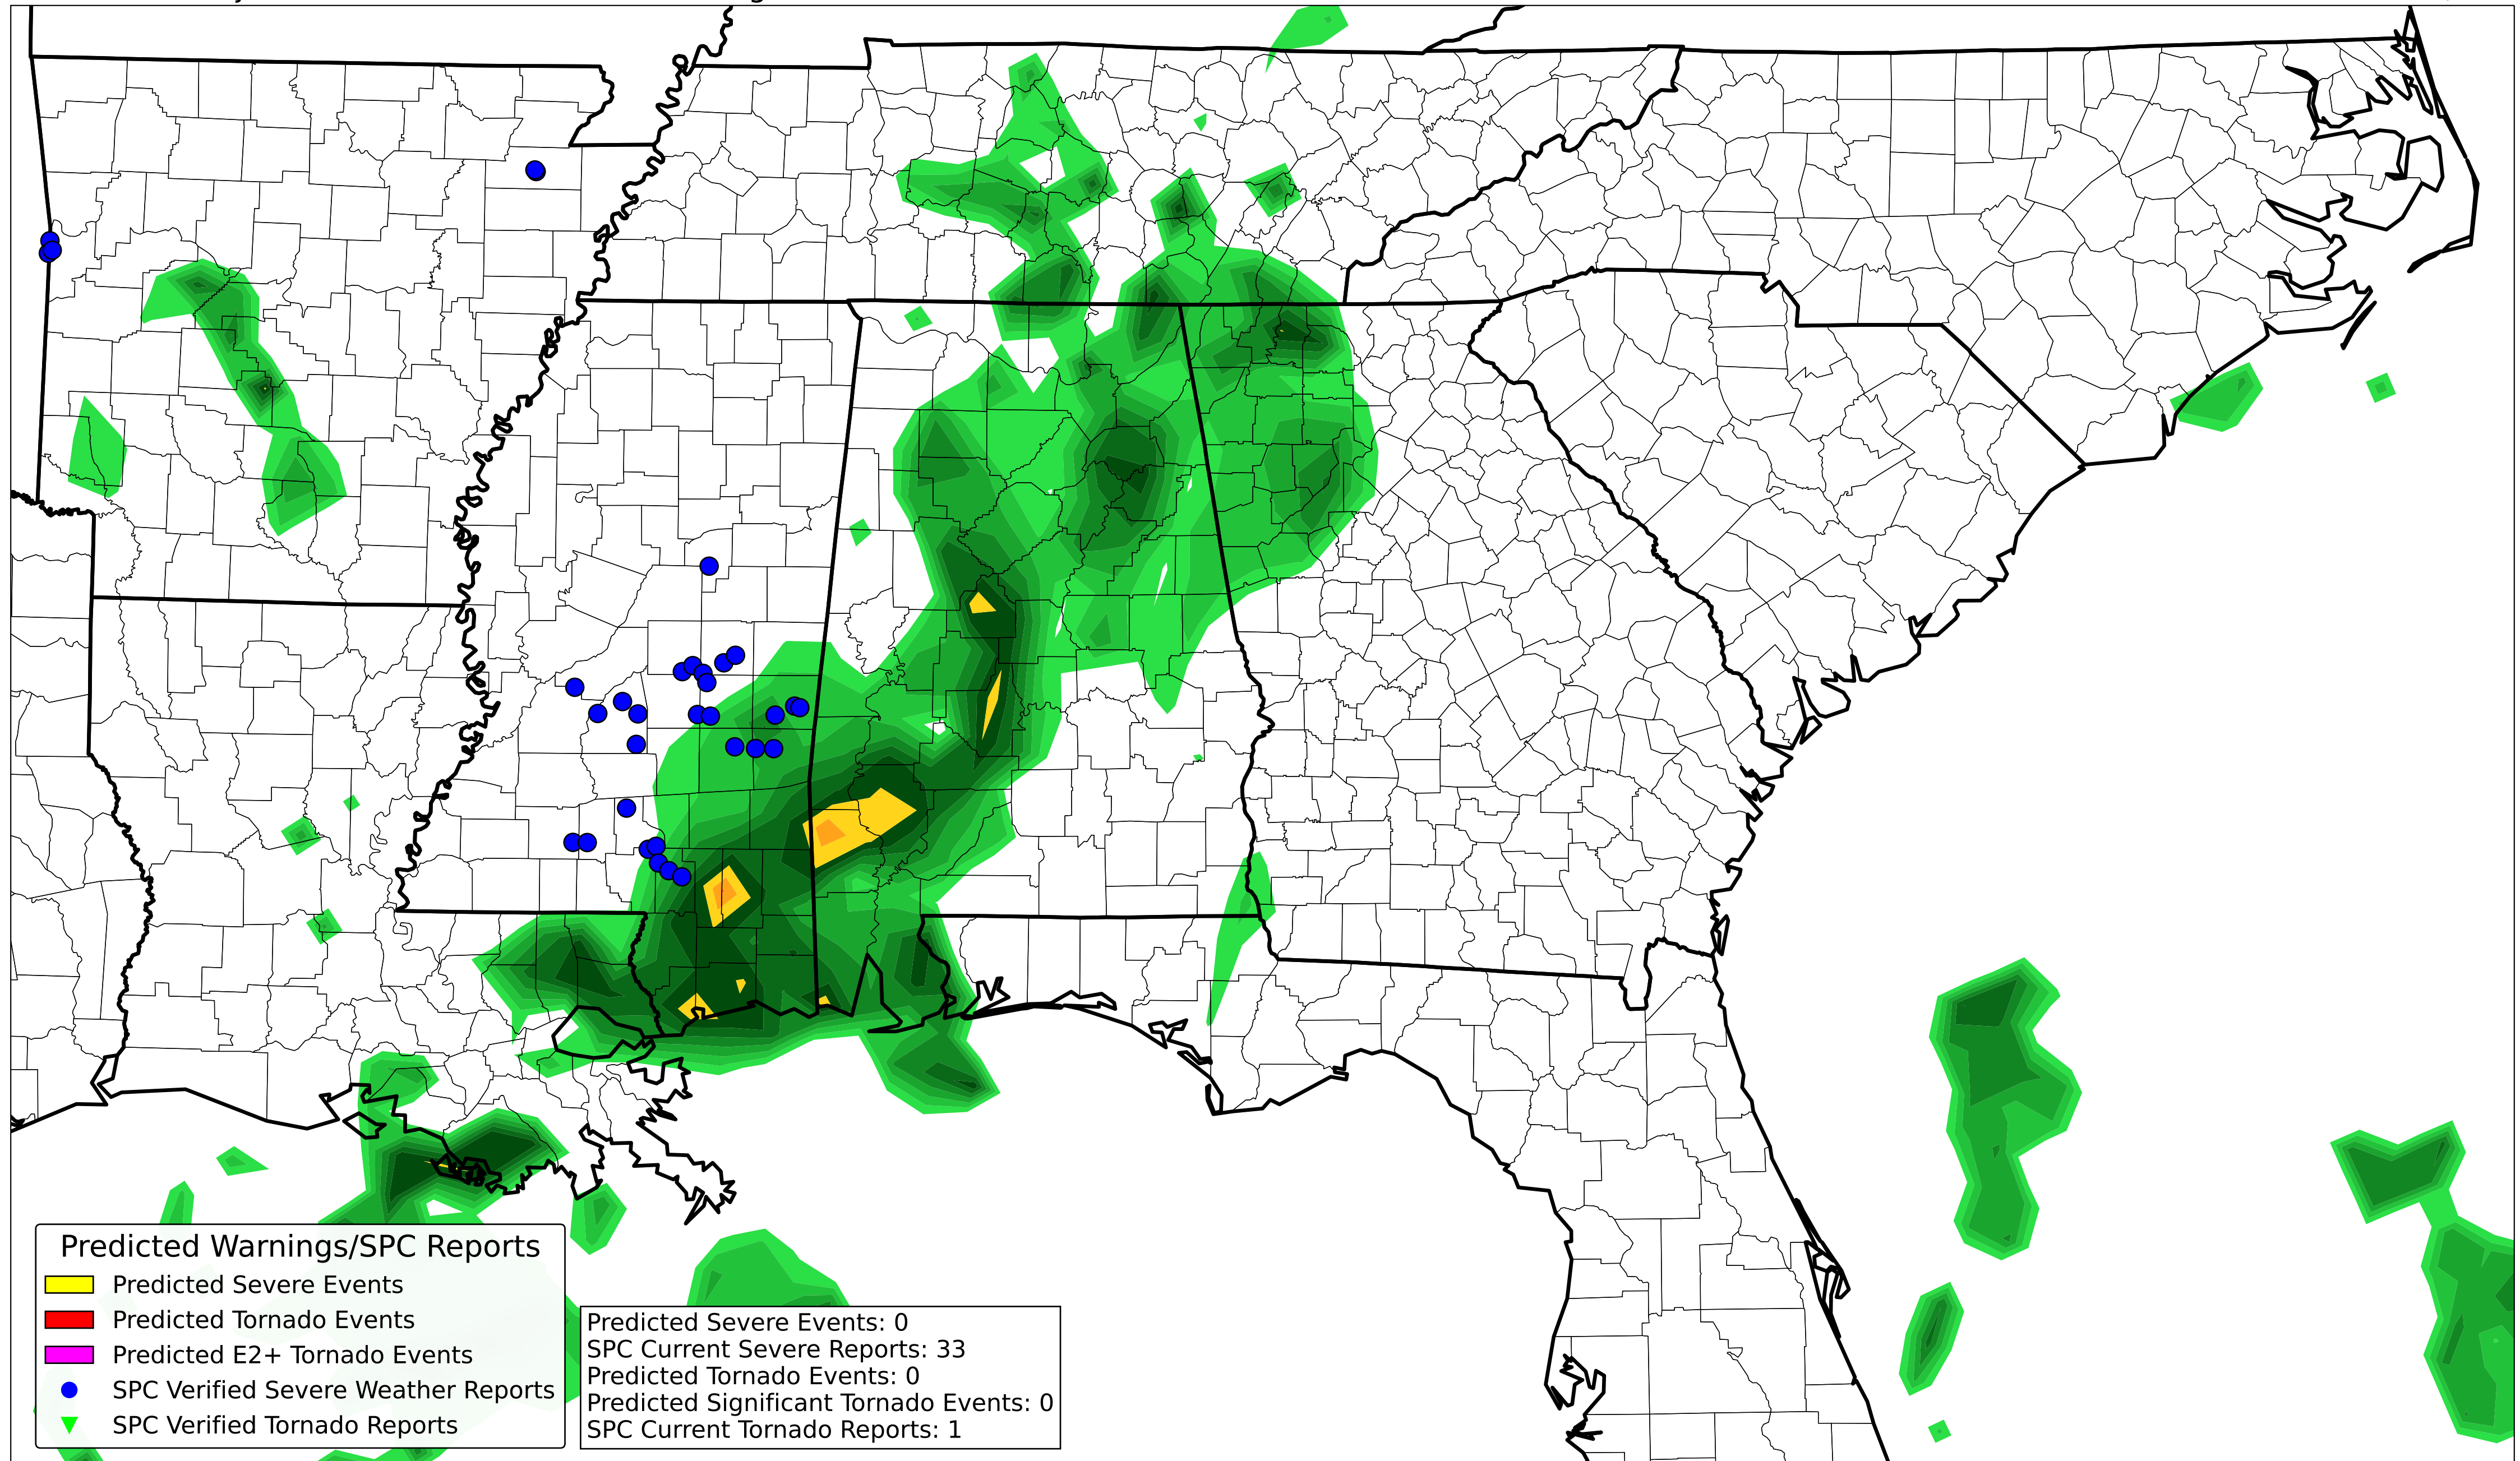 Predicted Warnings/SPC Reports
Predicted Severe Events
Predicted Tornado Events
Predicted E2+ Tornado Events
SPC Verified Severe Weather Reports
SPC Verified Tornado Reports
Predicted Severe Events: 0
SPC Current Severe Reports: 33
Predicted Tornado Events: 0
Predicted Significant Tornado Events: 0
SPC Current Tornado Reports: 1